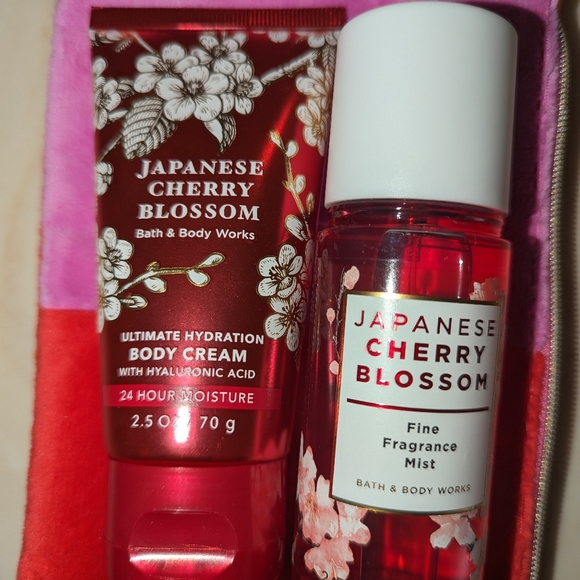 JAPANESE
CHERRY
BLOSSOM
Bath & Body Works
ULTIMATE HYDRATION
BODY CREAM
WITH HYALURONIC ACID
24 HOUR MOISTURE
2.5 OZ / 70 g
JAPANESE
CHERRY
BLOSSOM
Fine
Fragrance
Mist
BATH & BODY WORKS